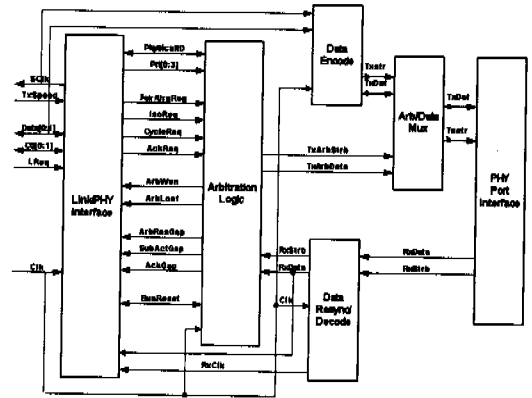 PhysicalID
Pri[0:3]
FairArbReq
IsoReq
CycleReq
AckReq
ArbWon
ArbLost
ArbResGap
SubActGap
AckGap
BusReset
RxClk
SClk
TxSpeed
Data[0:1]
Ctl[0:1]
LReq
Clk
Link/PHY
Interface
Arbitration
Logic
Data
Encode
Txstr
TxDat
TxArbStrb
TxArbData
Arb/Data
Mux
TxDat
Txstr
PHY
Port
Interface
RxStrb
RxData
Clk
Data
Resync/
Decode
RxData
RxStrb